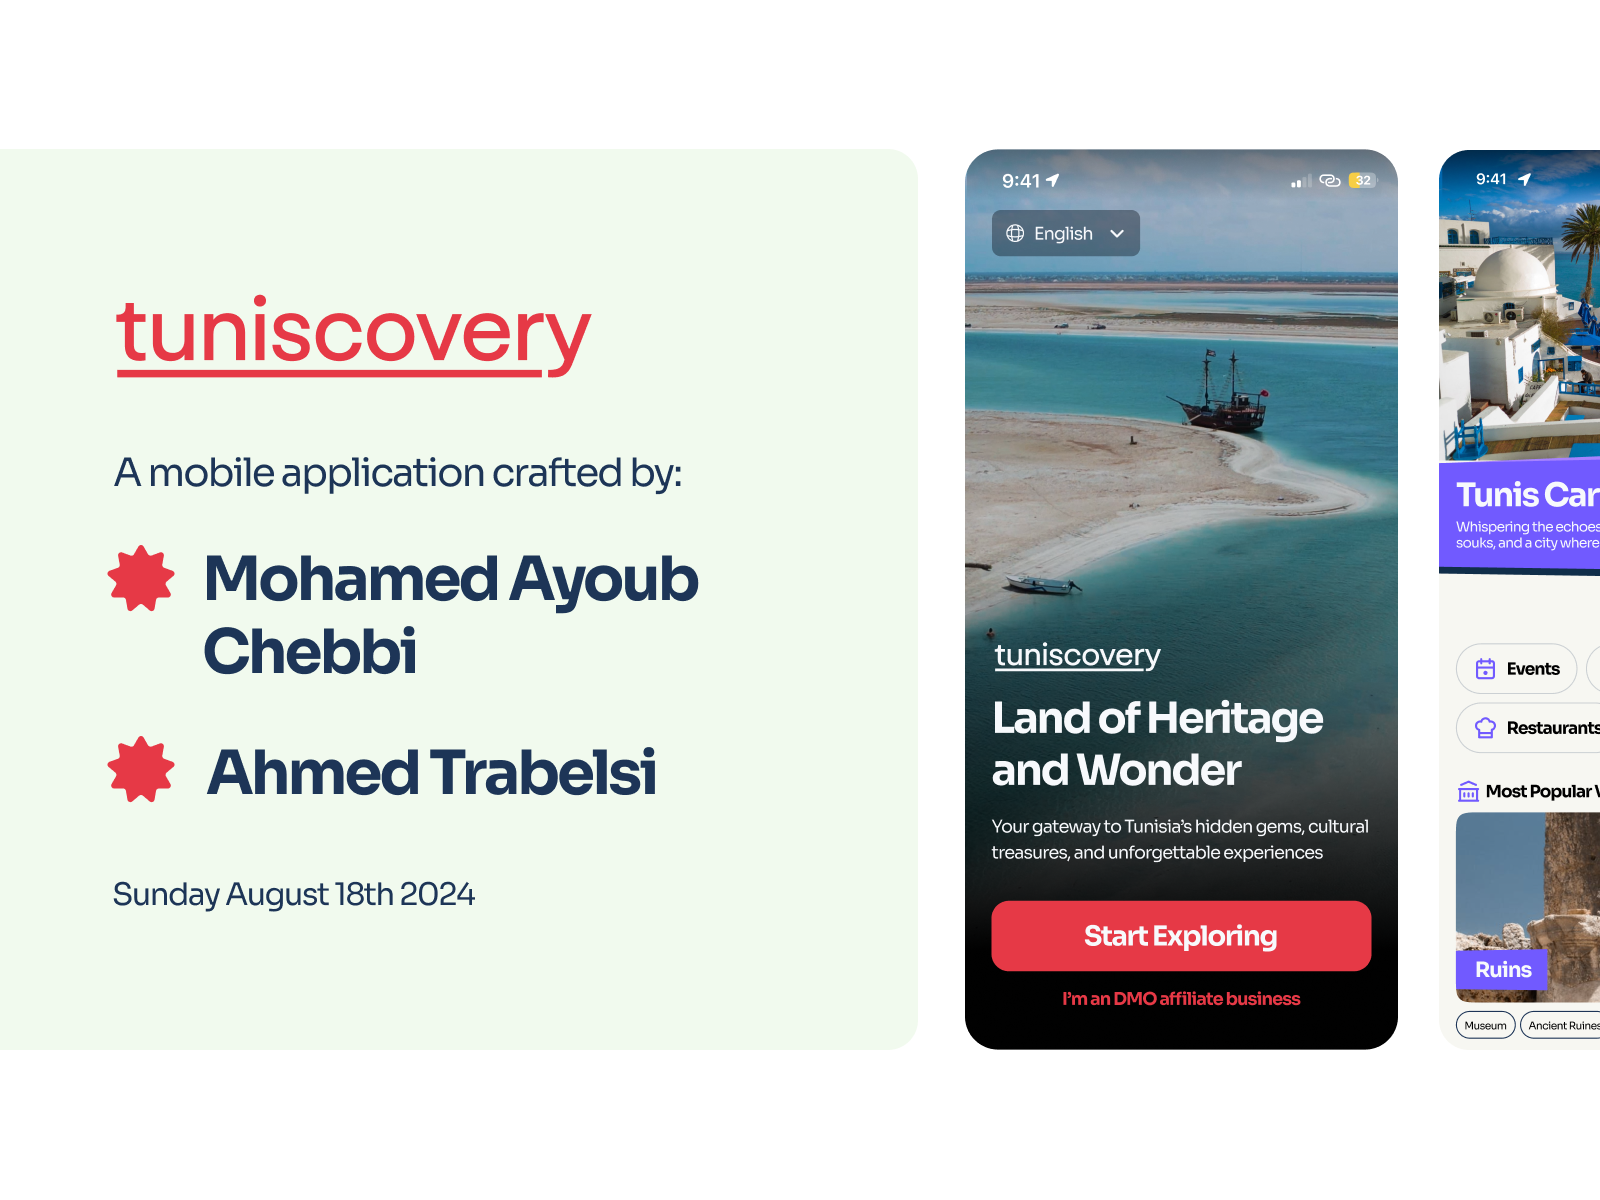 tuniscovery
A mobile application crafted by:
Mohamed Ayoub
Chebbi
Ahmed Trabelsi
Sunday August 18th 2024
9:41
32
English
tuniscovery
Land of Heritage
and Wonder
Your gateway to Tunisia’s hidden gems, cultural
treasures, and unforgettable experiences
Start Exploring
I’m an DMO affiliate business
9:41
Tunis Car
Whispering the echoes
souks, and a city where
Events
Restaurants
Most Popular
Ruins
Museum
Ancient Ruines